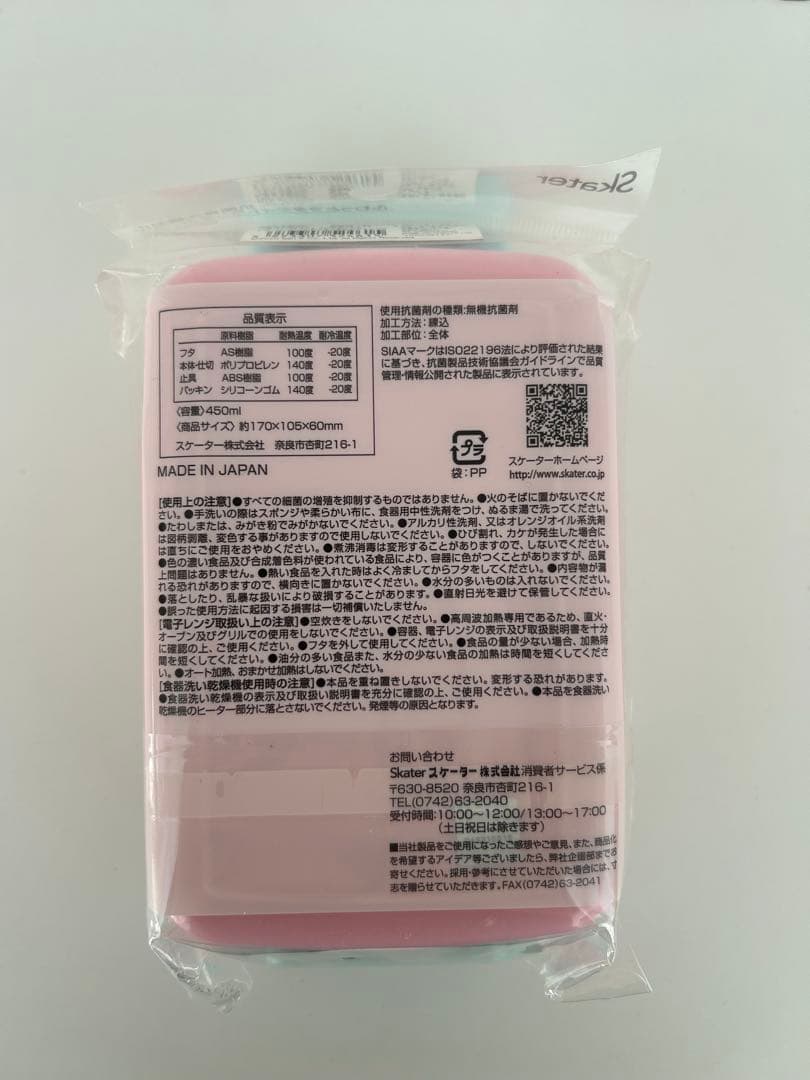 Skater
品質表示
原料樹脂 耐熱温度 耐冷温度
フタ AS樹脂 100度 -20度
本体・仕切 ポリプロピレン 140度 -20度
止具 ABS樹脂 100度 -20度
パッキン シリコーンゴム 140度 -20度
〈容量〉450ml
〈商品サイズ〉約170×105×60mm
スケーター株式会社 奈良市杏町216-1
MADE IN JAPAN
使用抗菌剤の種類:無機抗菌剤
加工方法:練込
加工部位:全体
SIAAマークはISO22196法により評価された結果
に基づき、抗菌製品技術協議会ガイドラインで品質
管理・情報公開された製品に表示されています。
プラ
袋:PP
スケーターホームページ
http://www.skater.co.jp
[使用上の注意]●すべての細菌の増殖を抑制するものではありません。●火のそばに置かないでくだ
さい。●手洗いの際はスポンジや柔らかい布に、食器用中性洗剤をつけ、ぬるま湯で洗ってください。
●たわしまたは、みがき粉でみがかないでください。●アルカリ性洗剤、又はオレンジオイル系洗剤
は図柄剥離、変色する事がありますので使用しないでください。●ひび割れ、カケが発生した場合に
は直ちにご使用をおやめください。●煮沸消毒は変形することがありますので、しないでください。
●色の濃い食品及び合成着色料が使われている食品により、容器に色がつくことがありますが、品質
上問題はありません。●熱い食品を入れた時はよく冷ましてからフタをしてください。●内容物が漏
れる恐れがありますので、横向きに置かないでください。●水分の多いものは入れないでください。
●落としたり、乱暴な扱いにより破損することがあります。●直射日光を避けて保管してください。
●誤った使用方法に起因する損害は一切補償いたしません。
[電子レンジ取扱い上の注意]●空炊きをしないでください。●高周波加熱専用であるため、直火・
オーブン及びグリルでの使用をしないでください。●容器、電子レンジの表示及び取扱説明書を十分
に確認の上、ご使用ください。●フタを外して使用してください。●食品の量が少ない場合、加熱時
間を短くしてください。●油分の多い食品また、水分の少ない食品の加熱は時間を短くしてくださ
い。●オート加熱、おまかせ加熱はしないでください。
[食器洗い乾燥機使用時の注意]●本品を重ね置きしないでください。変形する恐れがあります。
●食器洗い乾燥機の表示及び取扱い説明書を充分に確認の上、ご使用ください。●本品を食器洗い
乾燥機のヒーター部分に落とさないでください。発煙等の原因となります。
お問い合わせ
Skater スケーター株式会社消費者サービス係
〒630-8520 奈良市杏町216-1
TEL(0742)63-2040
受付時間:10:00〜12:00/13:00〜17:00
(土日祝日は除きます)
■当社製品をご使用になったご感想やご意見、また、商品化
を希望するアイデア等ございましたら、弊社企画部までお
寄せください。採用・参考にさせていただいた場合には、寸
志を贈らせていただきます。FAX(0742)63-2041